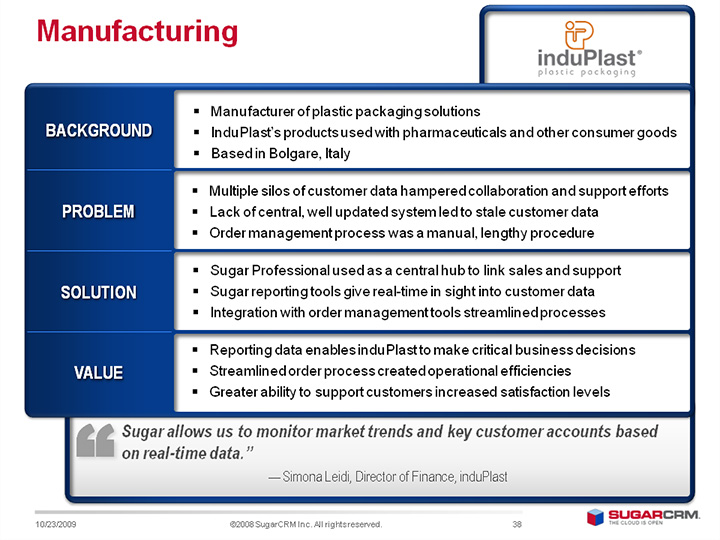 Manufacturing
iP
induPlast®
plastic packaging
BACKGROUND
▪ Manufacturer of plastic packaging solutions
▪ InduPlast's products used with pharmaceuticals and other consumer goods
▪ Based in Bolgare, Italy
PROBLEM
▪ Multiple silos of customer data hampered collaboration and support efforts
▪ Lack of central, well updated system led to stale customer data
▪ Order management process was a manual, lengthy procedure
SOLUTION
▪ Sugar Professional used as a central hub to link sales and support
▪ Sugar reporting tools give real-time in sight into customer data
▪ Integration with order management tools streamlined processes
VALUE
▪ Reporting data enables induPlast to make critical business decisions
▪ Streamlined order process created operational efficiencies
▪ Greater ability to support customers increased satisfaction levels
“Sugar allows us to monitor market trends and key customer accounts based
on real-time data.”
— Simona Leidi, Director of Finance, induPlast
10/23/2009 ©2008 SugarCRM Inc. All rights reserved. 38
SUGARCRM.
THE CLOUD IS OPEN